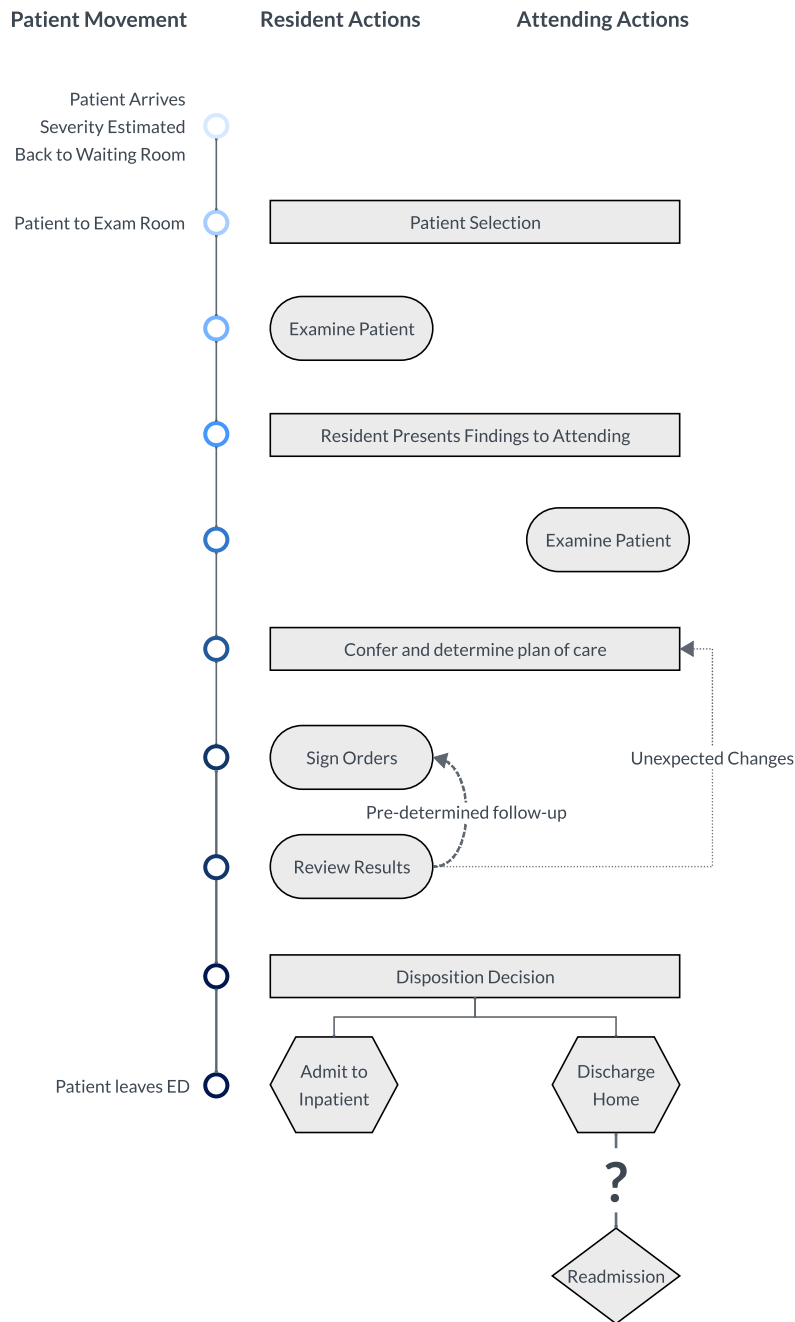 Patient Movement
Resident Actions
Attending Actions
Patient Arrives
Severity Estimated
Back to Waiting Room
Patient to Exam Room
Patient Selection
Examine Patient
Resident Presents Findings to Attending
Examine Patient
Confer and determine plan of care
Sign Orders
Unexpected Changes
Pre-determined follow-up
Review Results
Disposition Decision
Patient leaves ED
Admit to
Inpatient
Discharge
Home
?
Readmission